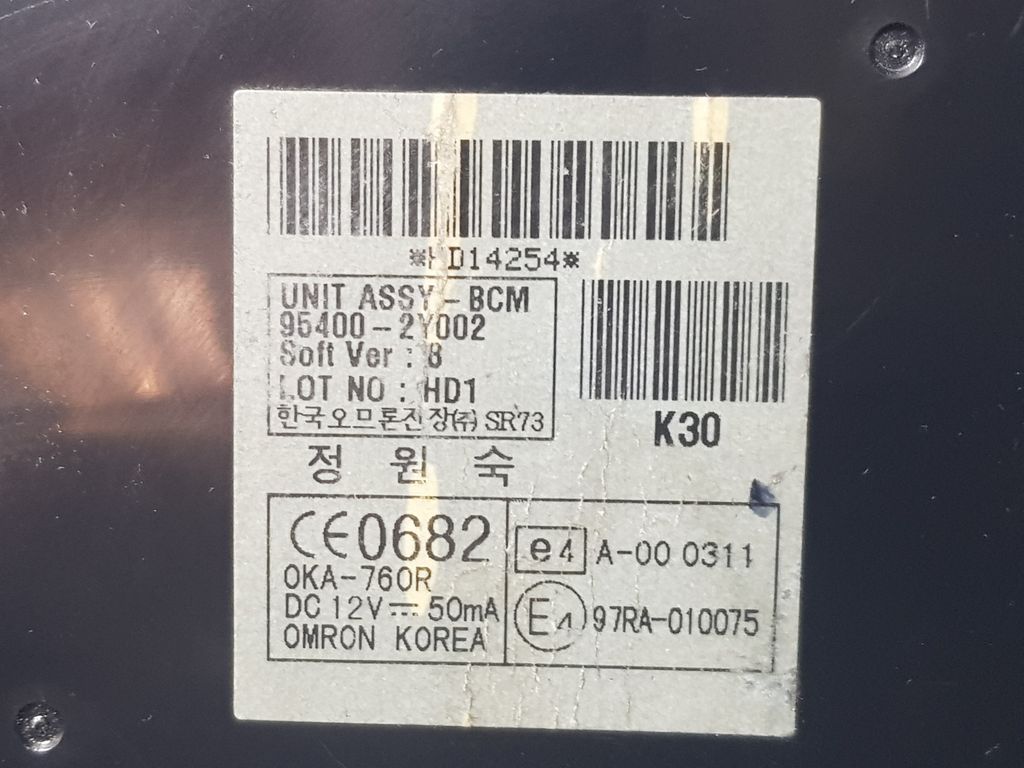 D14254*
UNIT ASSY-BCM
95400-2Y002
Soft Ver : 8
LOT NO : HD1
한국오므론전장(주) SR73
K30
정 원 숙
CE0682
OKA-760R
DC 12V 50mA
OMRON KOREA
e4 A-00 0311
E4 97RA-010075